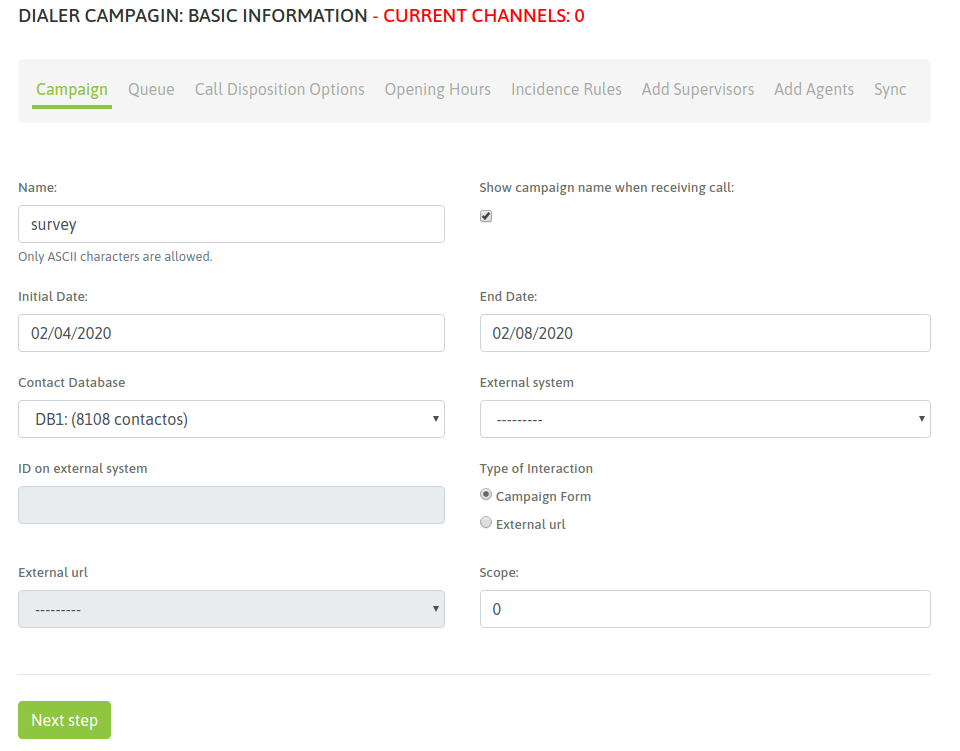 DIALER CAMPAGIN: BASIC INFORMATION - CURRENT CHANNELS: 0
Campaign Queue Call Disposition Options Opening Hours Incidence Rules Add Supervisors Add Agents Sync
Name: Show campaign name when receiving call:
survey
Only ASCII characters are allowed.
Initial Date: End Date:
02/04/2020 02/08/2020
Contact Database External system
DB1: (8108 contactos) ---------
ID on external system Type of Interaction
Campaign Form
External url
External url Scope:
--------- 0
Next step